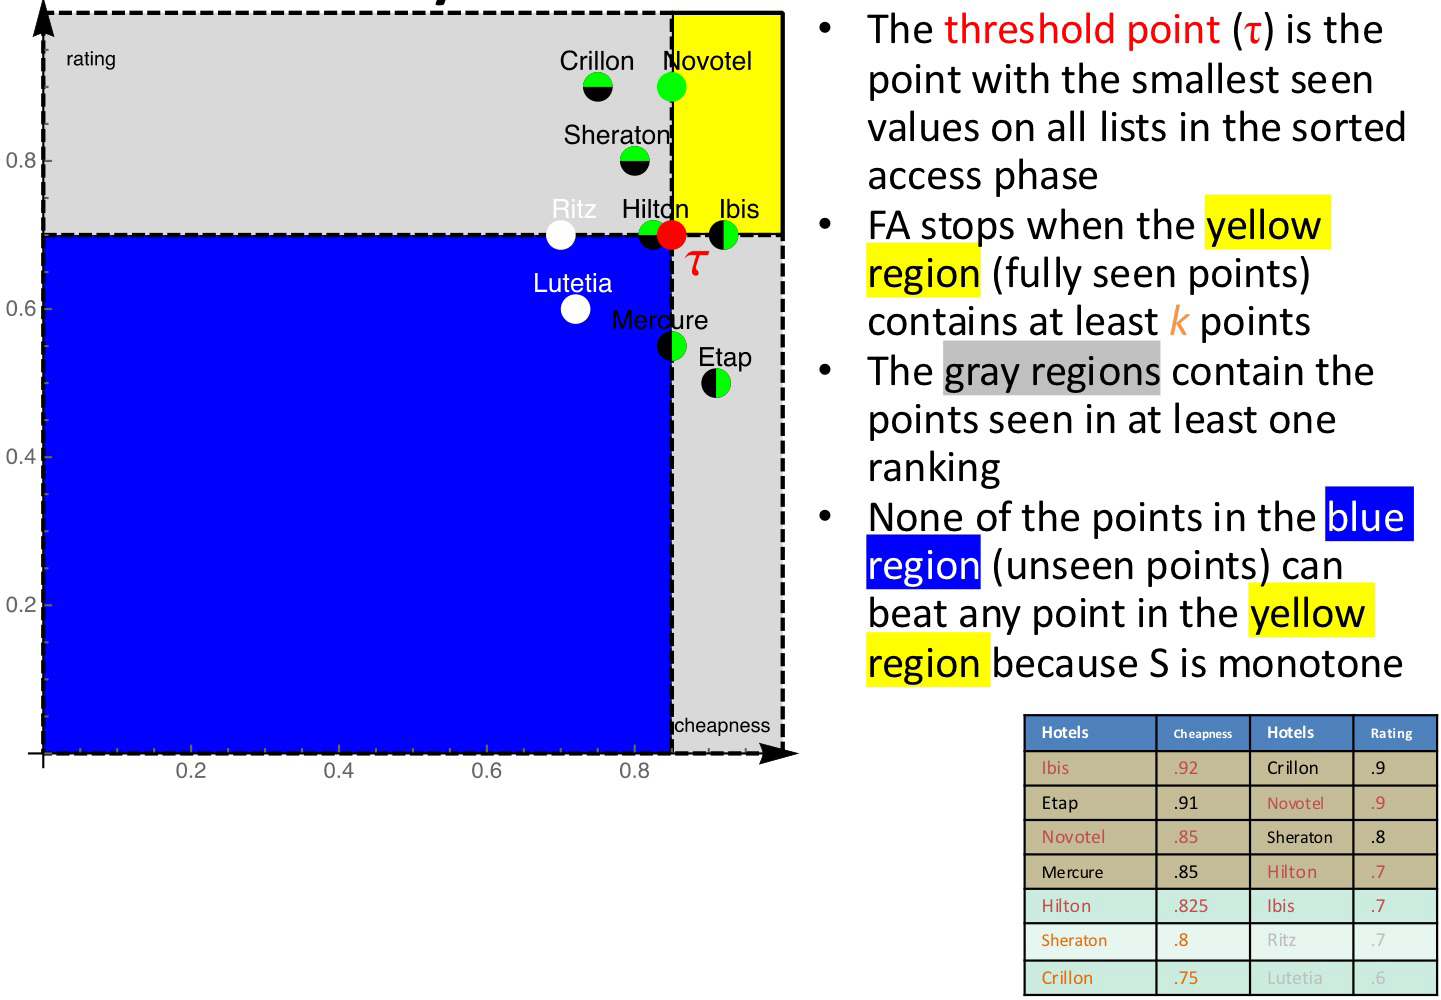 rating
Crillon
Novotel
Sheraton
0.8
Ritz
Hilton
Ibis
τ
Lutetia
0.6
Mercure
Etap
0.4
0.2
cheapness
0.2 0.4 0.6 0.8
• The threshold point (τ) is the
point with the smallest seen
values on all lists in the sorted
access phase
• FA stops when the yellow
region (fully seen points)
contains at least k points
• The gray regions contain the
points seen in at least one
ranking
• None of the points in the blue
region (unseen points) can
beat any point in the yellow
region because S is monotone
Hotels Cheapness Hotels Rating
Ibis .92 Crillon .9
Etap .91 Novotel .9
Novotel .85 Sheraton .8
Mercure .85 Hilton .7
Hilton .825 Ibis .7
Sheraton .8 Ritz .7
Crillon .75 Lutetia .6